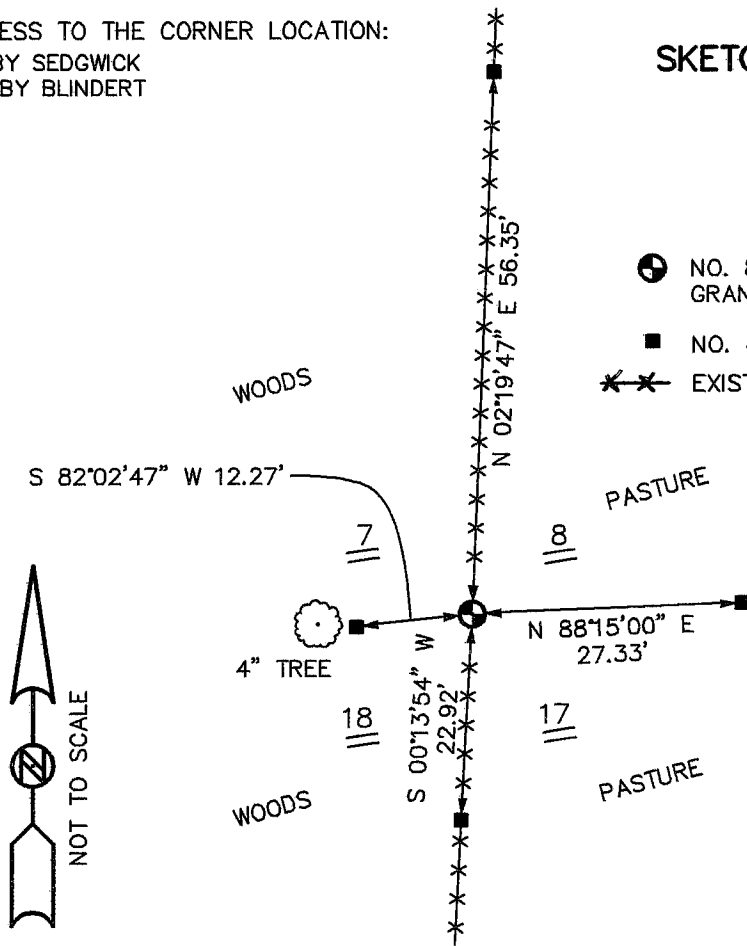 ESS TO THE CORNER LOCATION:
BY SEDGWICK
BY BLINDERT
SKETC
NO. 8
GRAN
NO.
EXIST
N 02°19'47" E 56.35'
WOODS
S 82°02'47" W 12.27'
PASTURE
7
8
N 88°15'00" E
27.33'
4" TREE
S 00°13'54" W
22.92'
18
17
WOODS
PASTURE
N
NOT TO SCALE